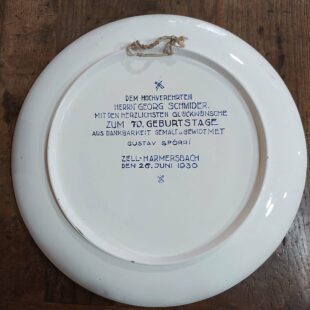 DEM HOCHVEREHRTEN
HERRN GEORG SCHMIDER.
MIT DEN HERZLICHSTEN GLÜCKWÜNSCHE
ZUM 70. GEBURTSTAGE
AUS DANKBARKEIT GEMALT u. GEWIDTMET
GUSTAV SPÖRRI
ZELL-HARMERSBACH
DEN 26. JUNI 1930